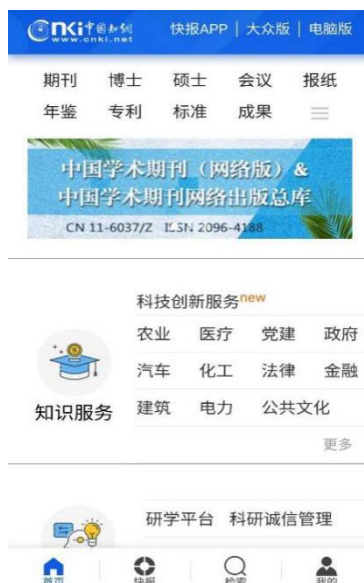 CNKI 中国知网
www.cnki.net
快报APP | 大众版 | 电脑版
期刊 博士 硕士 会议 报纸
年鉴 专利 标准 成果
中国学术期刊（网络版）&
中国学术期刊网络出版总库
CN 11-6037/Z ISSN 2096-4188
科技创新服务new
农业 医疗 党建 政府
汽车 化工 法律 金融
知识服务
建筑 电力 公共文化
更多
研学平台 科研诚信管理
首页 快报 检索 我的